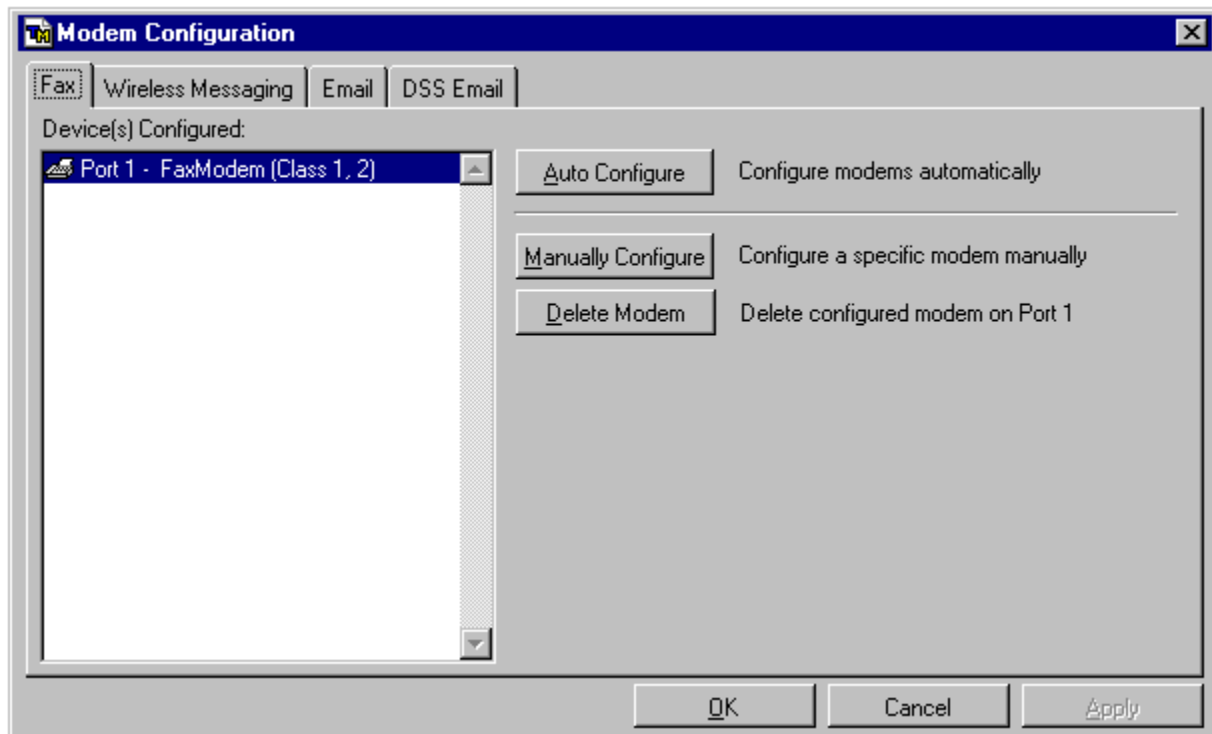 Modem Configuration
Fax Wireless Messaging Email DSS Email
Device(s) Configured:
Port 1 - FaxModem (Class 1, 2)
Auto Configure Configure modems automatically
Manually Configure Configure a specific modem manually
Delete Modem Delete configured modem on Port 1
OK Cancel Apply